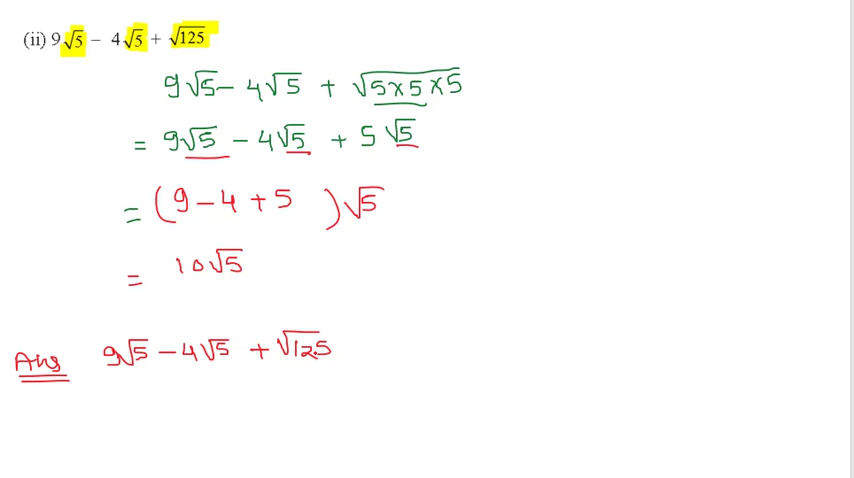 (ii) 9√5 − 4√5 + √125
9√5 − 4√5 + √5×5×5
= 9√5 − 4√5 + 5√5
= (9 − 4 + 5 )√5
= 10√5
Ans 9√5 − 4√5 + √125